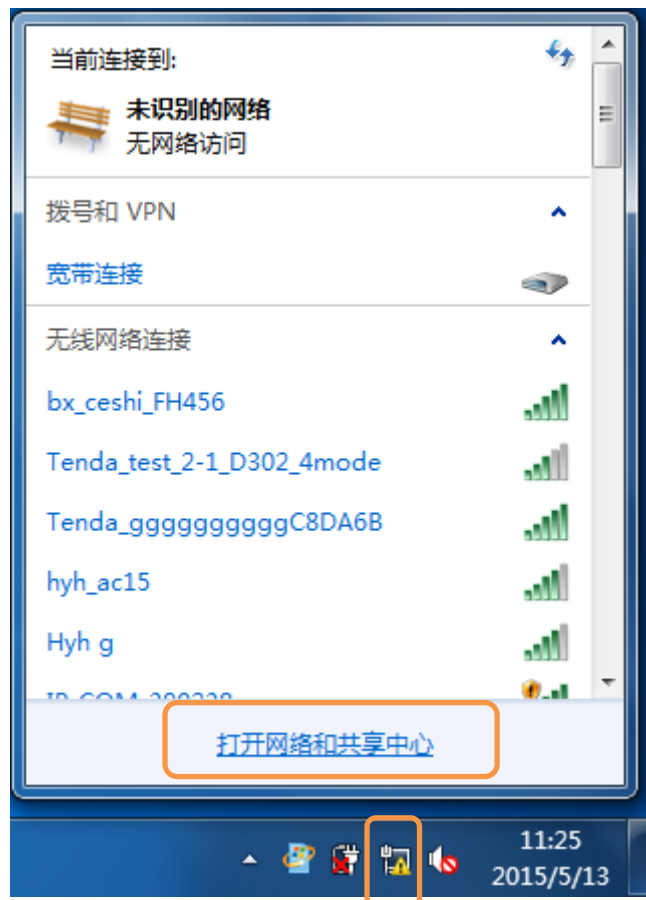 当前连接到:
未识别的网络
无网络访问
拨号和 VPN
宽带连接
无线网络连接
bx_ceshi_FH456
Tenda_test_2-1_D302_4mode
Tenda_ggggggggggC8DA6B
hyh_ac15
Hyh g
打开网络和共享中心
11:25
2015/5/13